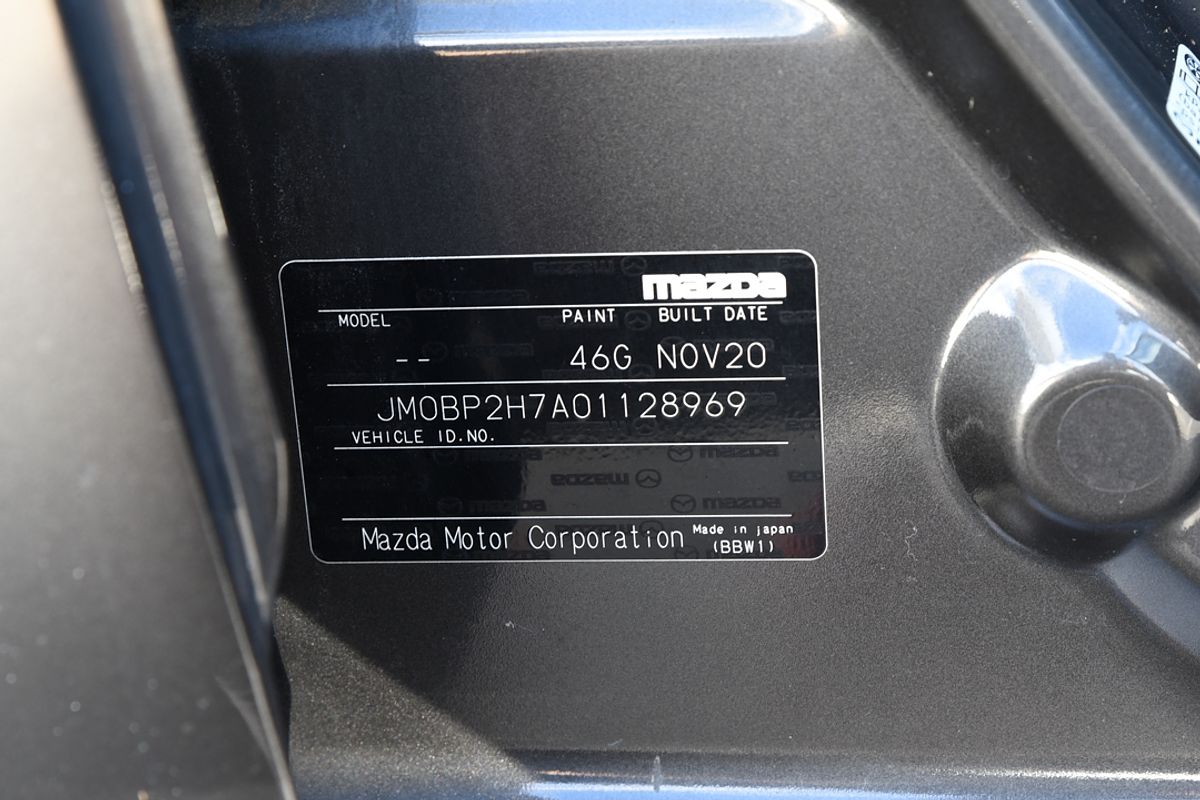 mazda
MODEL PAINT BUILT DATE
-- 46G NOV20
JM0BP2H7A01128969
VEHICLE ID.NO.
Mazda Motor Corporation Made in japan
(BBW1)